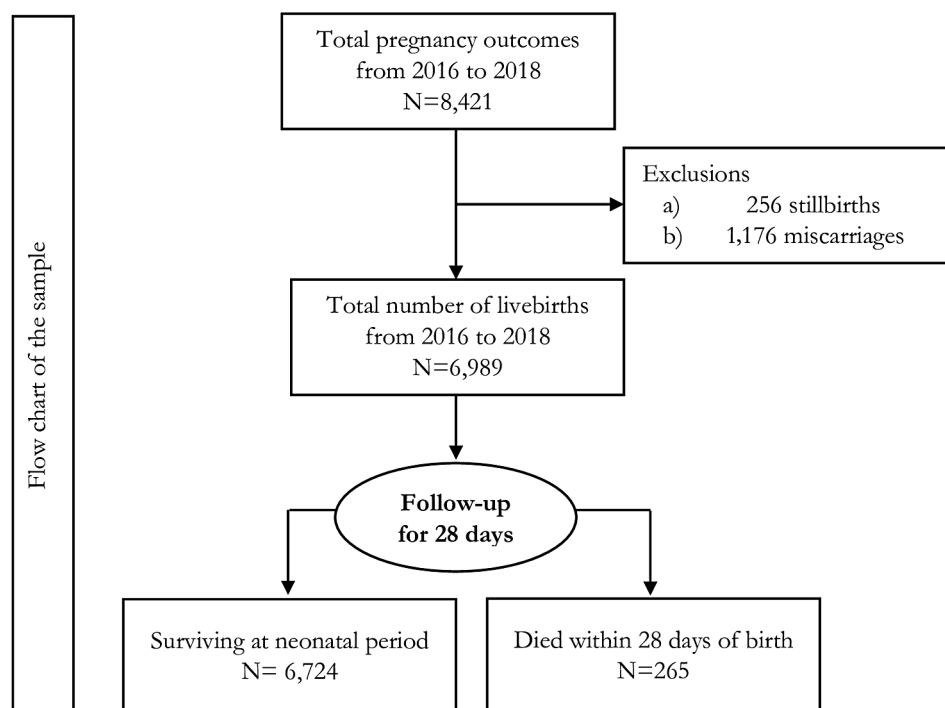 Flow chart of the sample
Total pregnancy outcomes
from 2016 to 2018
N=8,421
Exclusions
a) 256 stillbirths
b) 1,176 miscarriages
Total number of livebirths
from 2016 to 2018
N=6,989
Follow-up
for 28 days
Surviving at neonatal period
N= 6,724
Died within 28 days of birth
N=265